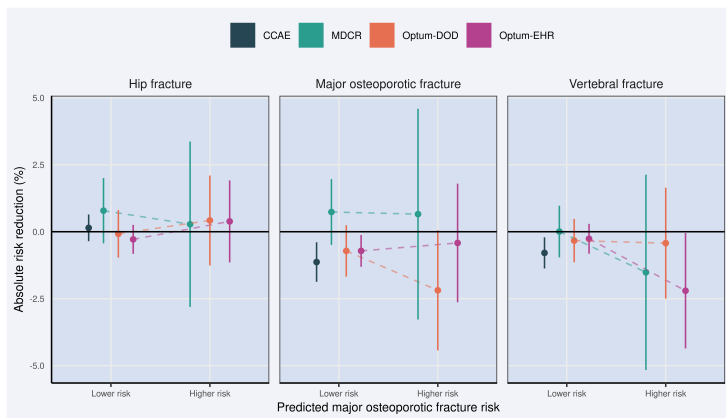 CCAE MDCR Optum-DOD Optum-EHR
Hip fracture Major osteoporotic fracture Vertebral fracture
5.0
2.5
0.0
-2.5
-5.0
Absolute risk reduction (%)
Lower risk Higher risk Lower risk Higher risk Lower risk Higher risk
Predicted major osteoporotic fracture risk